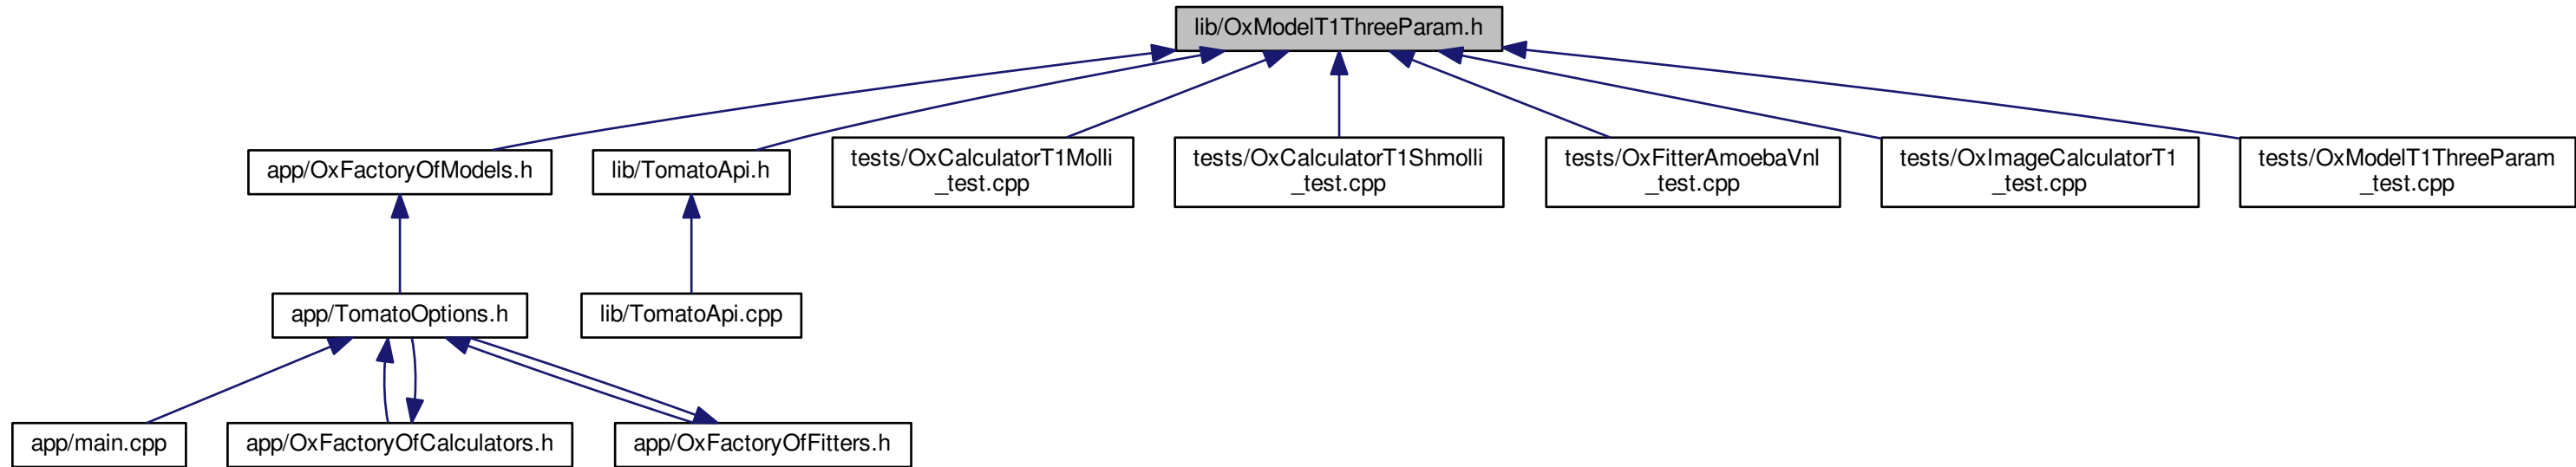 lib/OxModelT1ThreeParam.h
app/OxFactoryOfModels.h
lib/TomatoApi.h
tests/OxCalculatorT1Molli
_test.cpp
tests/OxCalculatorT1Shmolli
_test.cpp
tests/OxFitterAmoebaVnl
_test.cpp
tests/OxImageCalculatorT1
_test.cpp
tests/OxModelT1ThreeParam
_test.cpp
app/TomatoOptions.h
lib/TomatoApi.cpp
app/main.cpp
app/OxFactoryOfCalculators.h
app/OxFactoryOfFitters.h